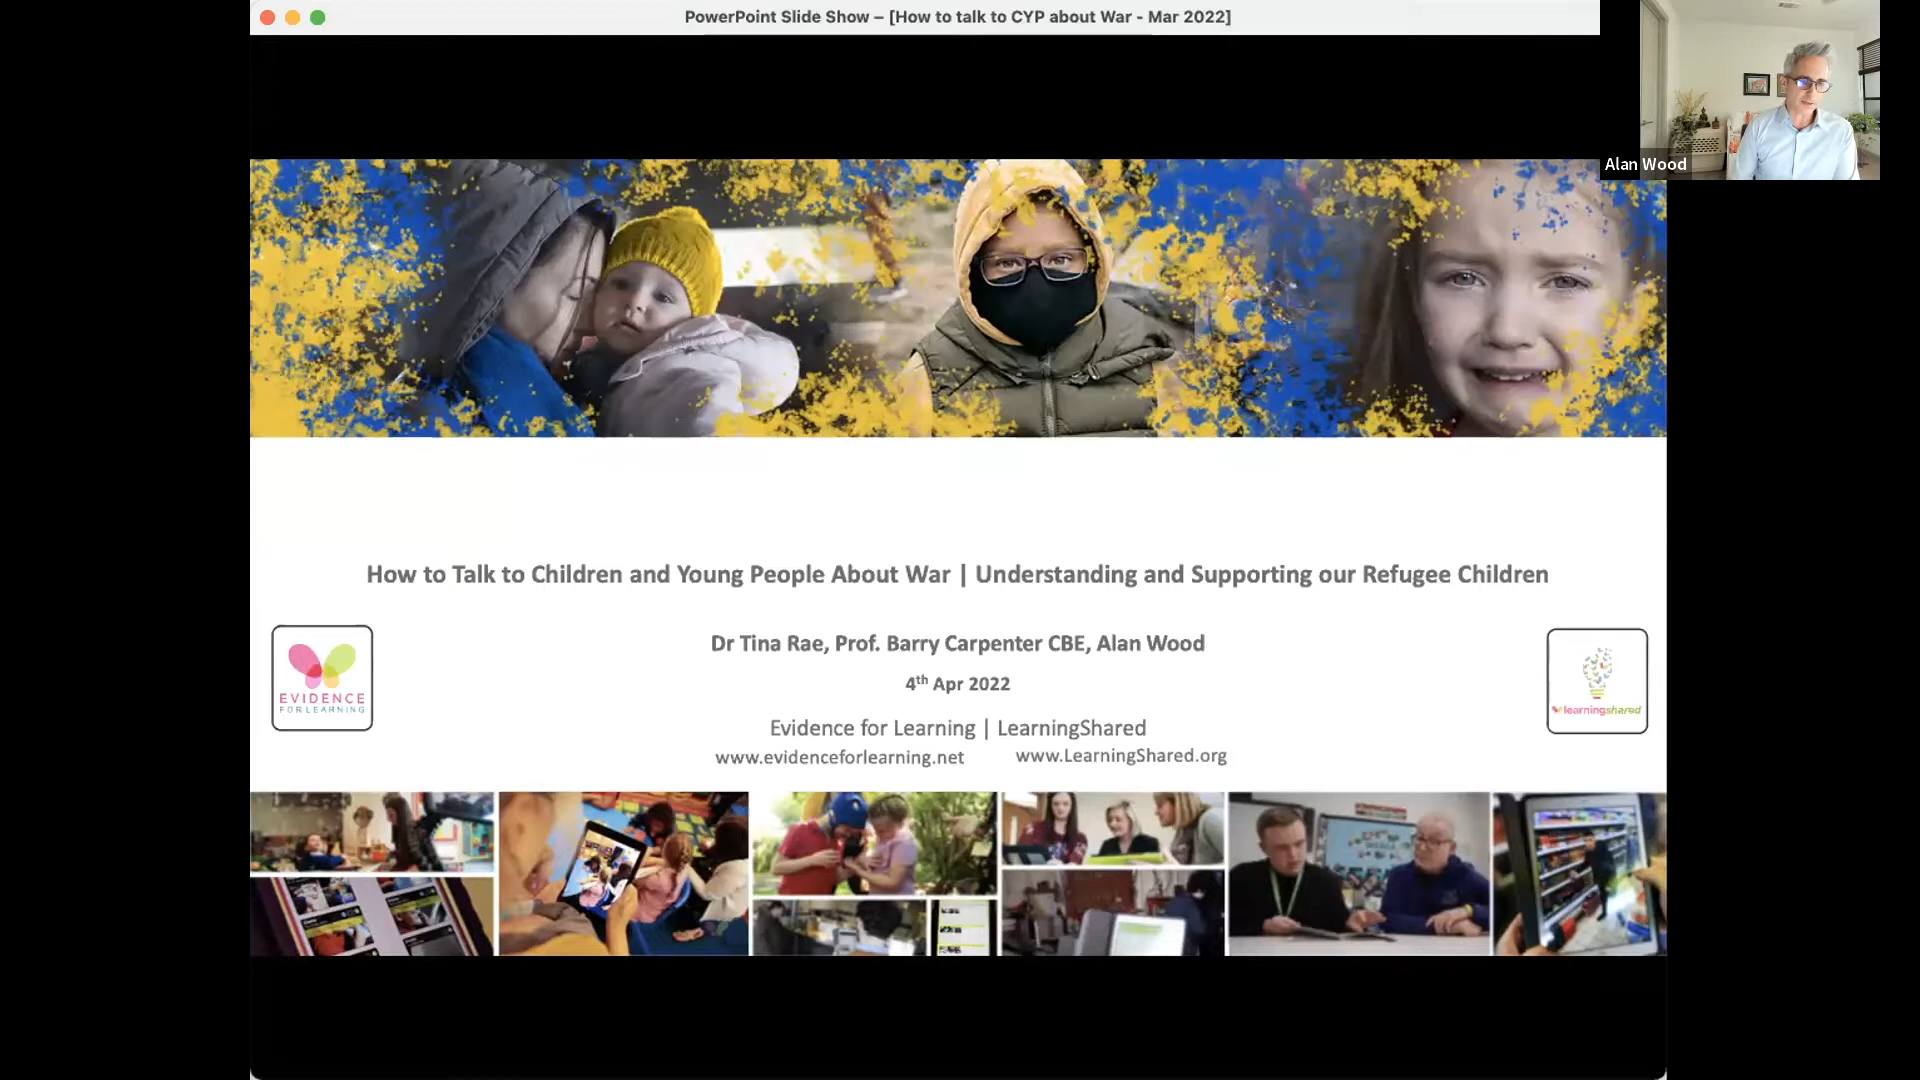 PowerPoint Slide Show – [How to talk to CYP about War - Mar 2022]
Alan Wood
How to Talk to Children and Young People About War | Understanding and Supporting our Refugee Children
Dr Tina Rae, Prof. Barry Carpenter CBE, Alan Wood
4th Apr 2022
EVIDENCE
FOR LEARNING
learningshared
Evidence for Learning | LearningShared
www.evidenceforlearning.net www.LearningShared.org